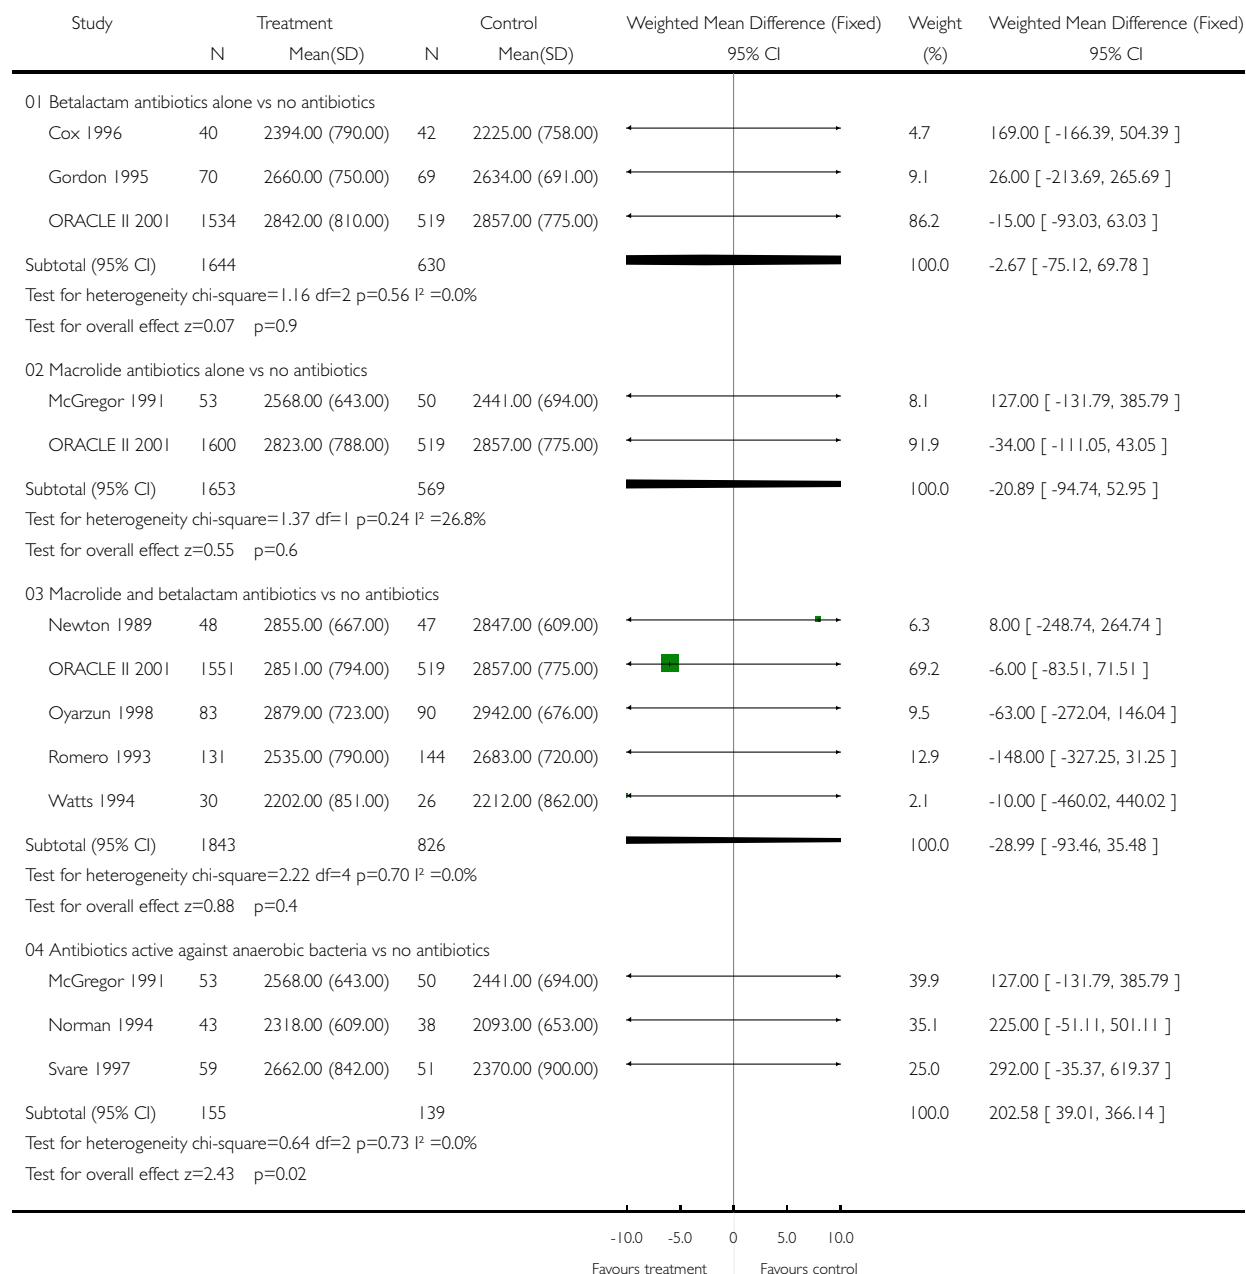 Study Treatment Control Weighted Mean Difference (Fixed) Weight Weighted Mean Difference (Fixed)
N Mean(SD) N Mean(SD) 95% CI (%) 95% CI
01 Betalactam antibiotics alone vs no antibiotics
Cox 1996 40 2394.00 (790.00) 42 2225.00 (758.00) 4.7 169.00 [ -166.39, 504.39 ]
Gordon 1995 70 2660.00 (750.00) 69 2634.00 (691.00) 9.1 26.00 [ -213.69, 265.69 ]
ORACLE II 2001 1534 2842.00 (810.00) 519 2857.00 (775.00) 86.2 -15.00 [ -93.03, 63.03 ]
Subtotal (95% CI) 1644 630 100.0 -2.67 [ -75.12, 69.78 ]
Test for heterogeneity chi-square=1.16 df=2 p=0.56 I² =0.0%
Test for overall effect z=0.07 p=0.9
02 Macrolide antibiotics alone vs no antibiotics
McGregor 1991 53 2568.00 (643.00) 50 2441.00 (694.00) 8.1 127.00 [ -131.79, 385.79 ]
ORACLE II 2001 1600 2823.00 (788.00) 519 2857.00 (775.00) 91.9 -34.00 [ -111.05, 43.05 ]
Subtotal (95% CI) 1653 569 100.0 -20.89 [ -94.74, 52.95 ]
Test for heterogeneity chi-square=1.37 df=1 p=0.24 I² =26.8%
Test for overall effect z=0.55 p=0.6
03 Macrolide and betalactam antibiotics vs no antibiotics
Newton 1989 48 2855.00 (667.00) 47 2847.00 (609.00) 6.3 8.00 [ -248.74, 264.74 ]
ORACLE II 2001 1551 2851.00 (794.00) 519 2857.00 (775.00) 69.2 -6.00 [ -83.51, 71.51 ]
Oyarzun 1998 83 2879.00 (723.00) 90 2942.00 (676.00) 9.5 -63.00 [ -272.04, 146.04 ]
Romero 1993 131 2535.00 (790.00) 144 2683.00 (720.00) 12.9 -148.00 [ -327.25, 31.25 ]
Watts 1994 30 2202.00 (851.00) 26 2212.00 (862.00) 2.1 -10.00 [ -460.02, 440.02 ]
Subtotal (95% CI) 1843 826 100.0 -28.99 [ -93.46, 35.48 ]
Test for heterogeneity chi-square=2.22 df=4 p=0.70 I² =0.0%
Test for overall effect z=0.88 p=0.4
04 Antibiotics active against anaerobic bacteria vs no antibiotics
McGregor 1991 53 2568.00 (643.00) 50 2441.00 (694.00) 39.9 127.00 [ -131.79, 385.79 ]
Norman 1994 43 2318.00 (609.00) 38 2093.00 (653.00) 35.1 225.00 [ -51.11, 501.11 ]
Svare 1997 59 2662.00 (842.00) 51 2370.00 (900.00) 25.0 292.00 [ -35.37, 619.37 ]
Subtotal (95% CI) 155 139 100.0 202.58 [ 39.01, 366.14 ]
Test for heterogeneity chi-square=0.64 df=2 p=0.73 I² =0.0%
Test for overall effect z=2.43 p=0.02
-10.0 -5.0 0 5.0 10.0
Favours treatment Favours control